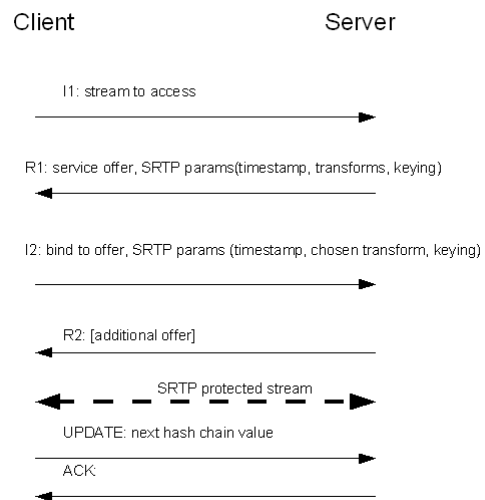 Client Server
I1: stream to access
R1: service offer, SRTP params(timestamp, transforms, keying)
I2: bind to offer, SRTP params (timestamp, chosen transform, keying)
R2: [additional offer]
SRTP protected stream
UPDATE: next hash chain value
ACK: